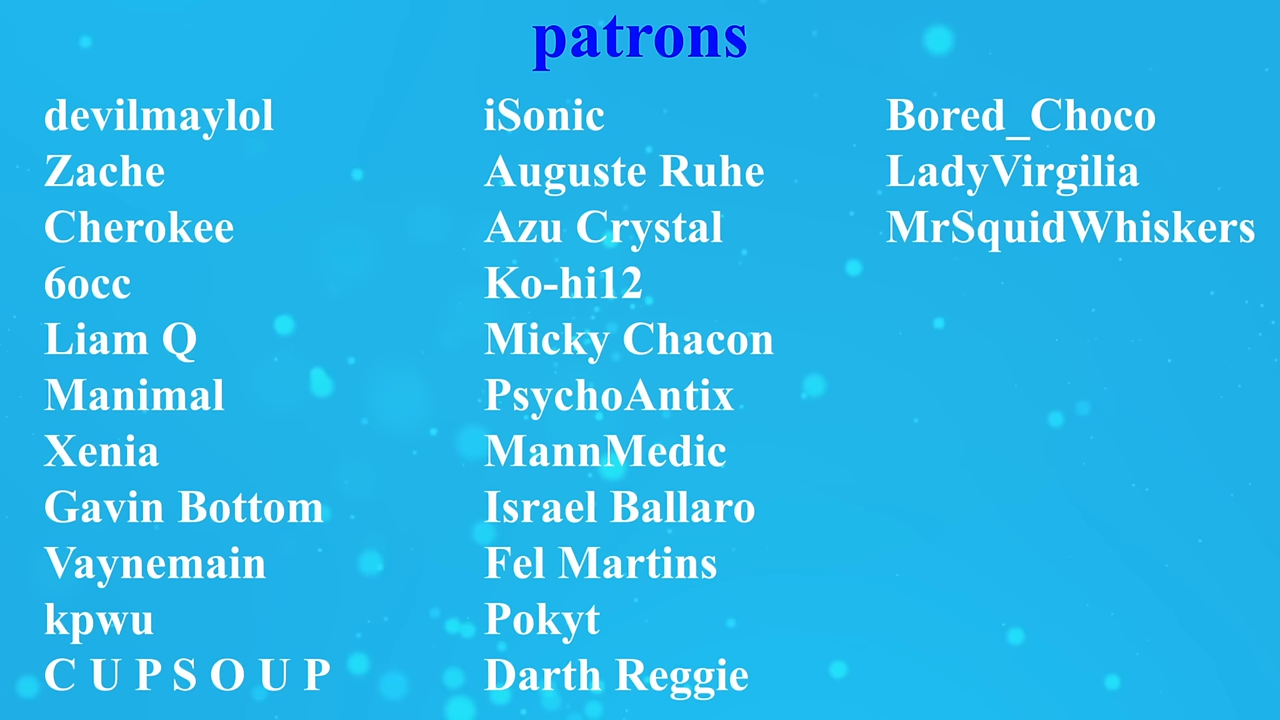 patrons
devilmaylol
Zache
Cherokee
6occ
Liam Q
Manimal
Xenia
Gavin Bottom
Vaynemain
kpwu
C U P S O U P
iSonic
Auguste Ruhe
Azu Crystal
Ko-hi12
Micky Chacon
PsychoAntix
MannMedic
Israel Ballaro
Fel Martins
Pokyt
Darth Reggie
Bored_Choco
LadyVirgilia
MrSquidWhiskers